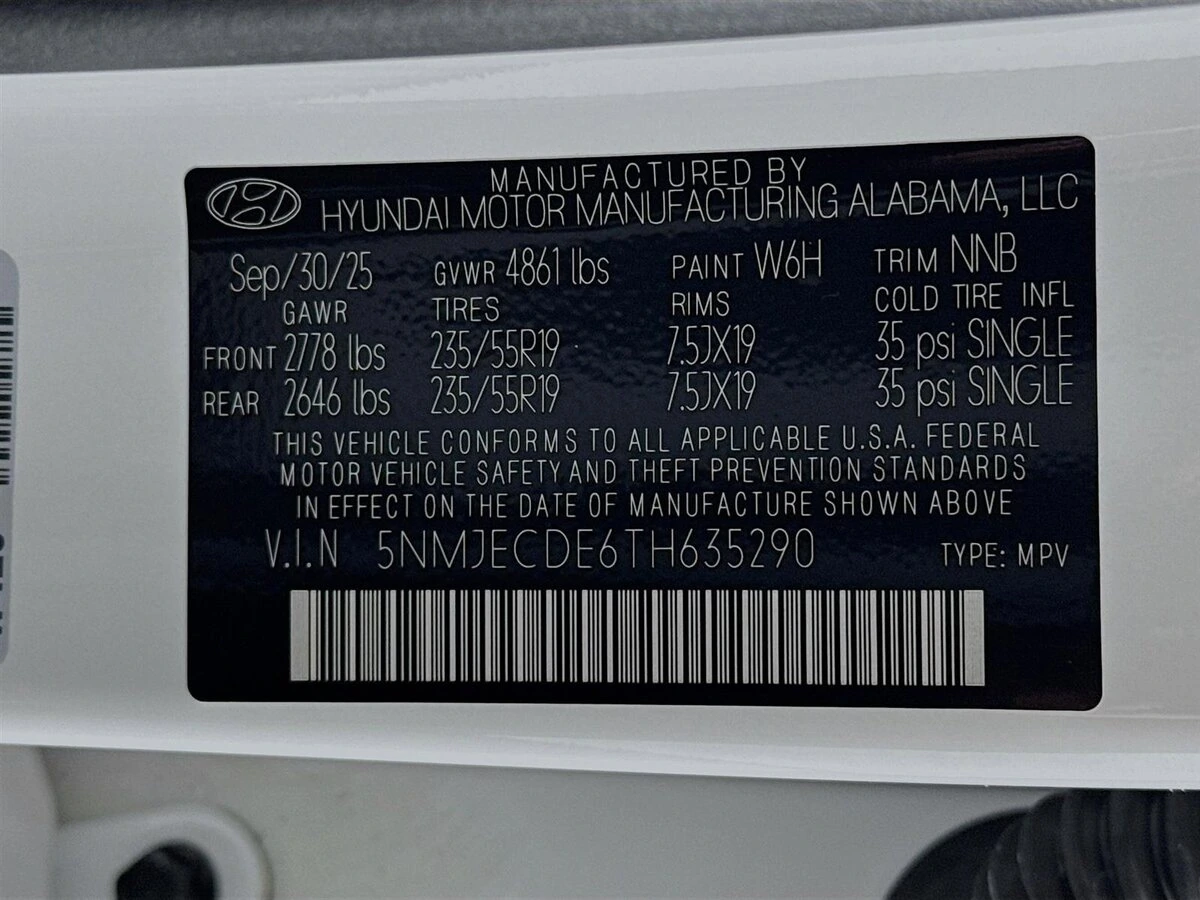 MANUFACTURED BY
HYUNDAI MOTOR MANUFACTURING ALABAMA, LLC
Sep/30/25 GVWR 4861 lbs PAINT W6H TRIM NNB
GAWR TIRES RIMS COLD TIRE INFL
FRONT 2778 lbs 235/55R19 7.5JX19 35 psi SINGLE
REAR 2646 lbs 235/55R19 7.5JX19 35 psi SINGLE
THIS VEHICLE CONFORMS TO ALL APPLICABLE U.S.A. FEDERAL
MOTOR VEHICLE SAFETY AND THEFT PREVENTION STANDARDS
IN EFFECT ON THE DATE OF MANUFACTURE SHOWN ABOVE
V.I.N 5NMJECDE6TH635290 TYPE: MPV